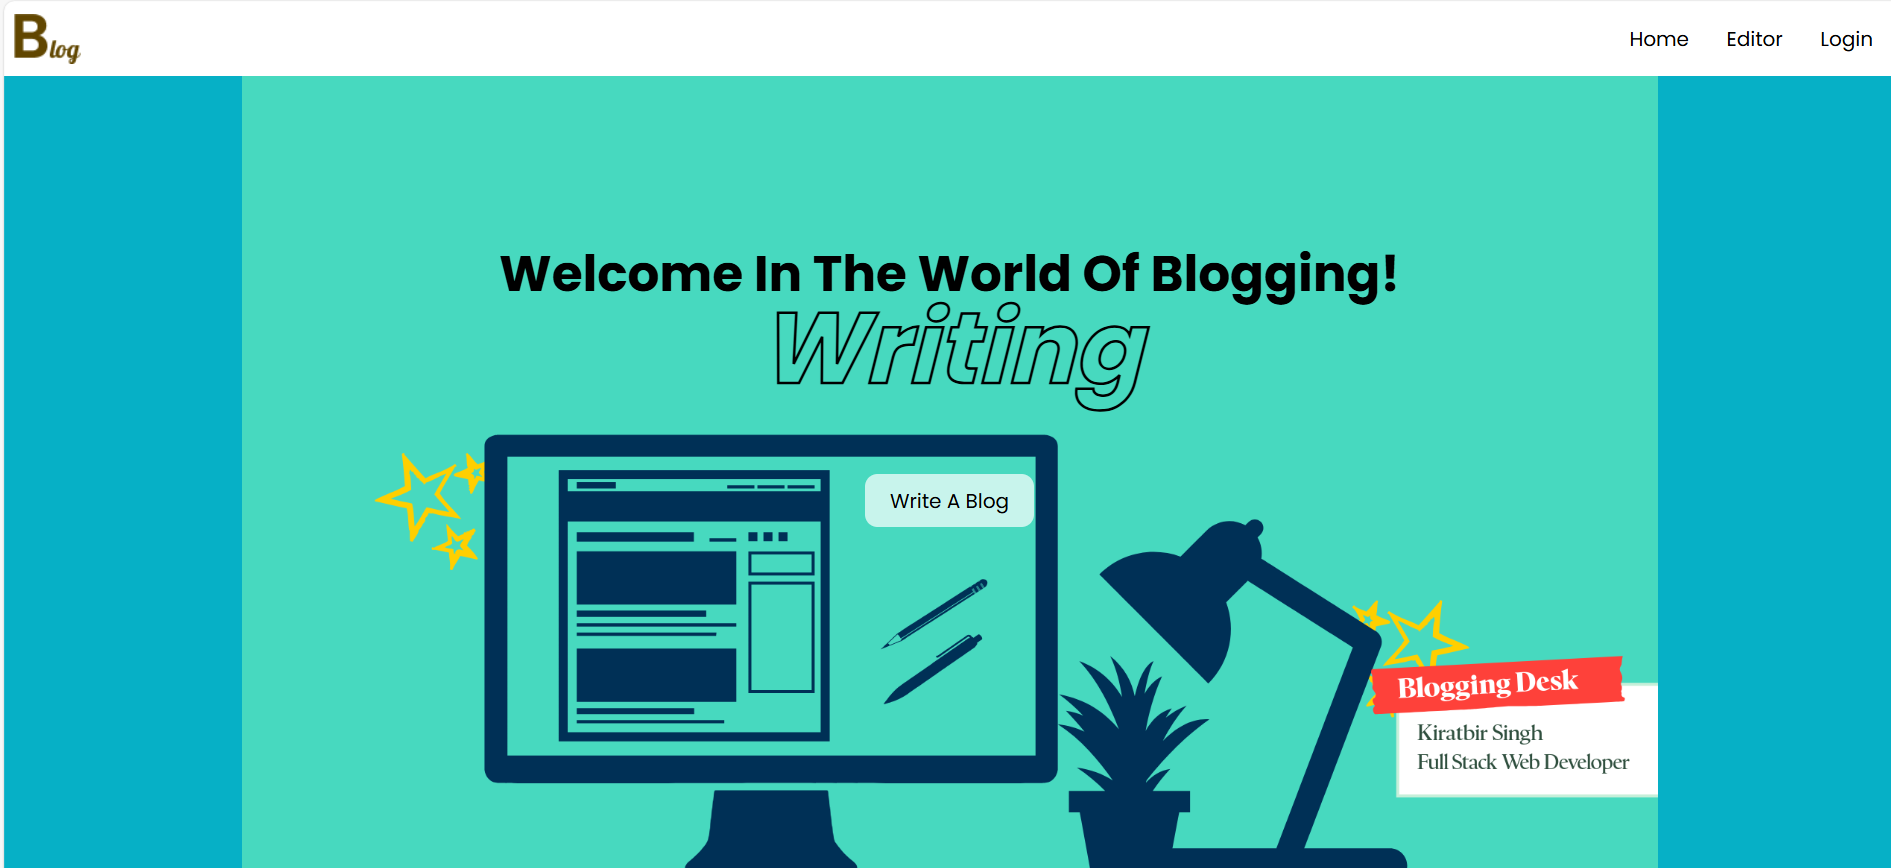 Blog
Home Editor Login
Welcome In The World Of Blogging!
Writing
Write A Blog
Blogging Desk
Kiratbir Singh
Full Stack Web Developer